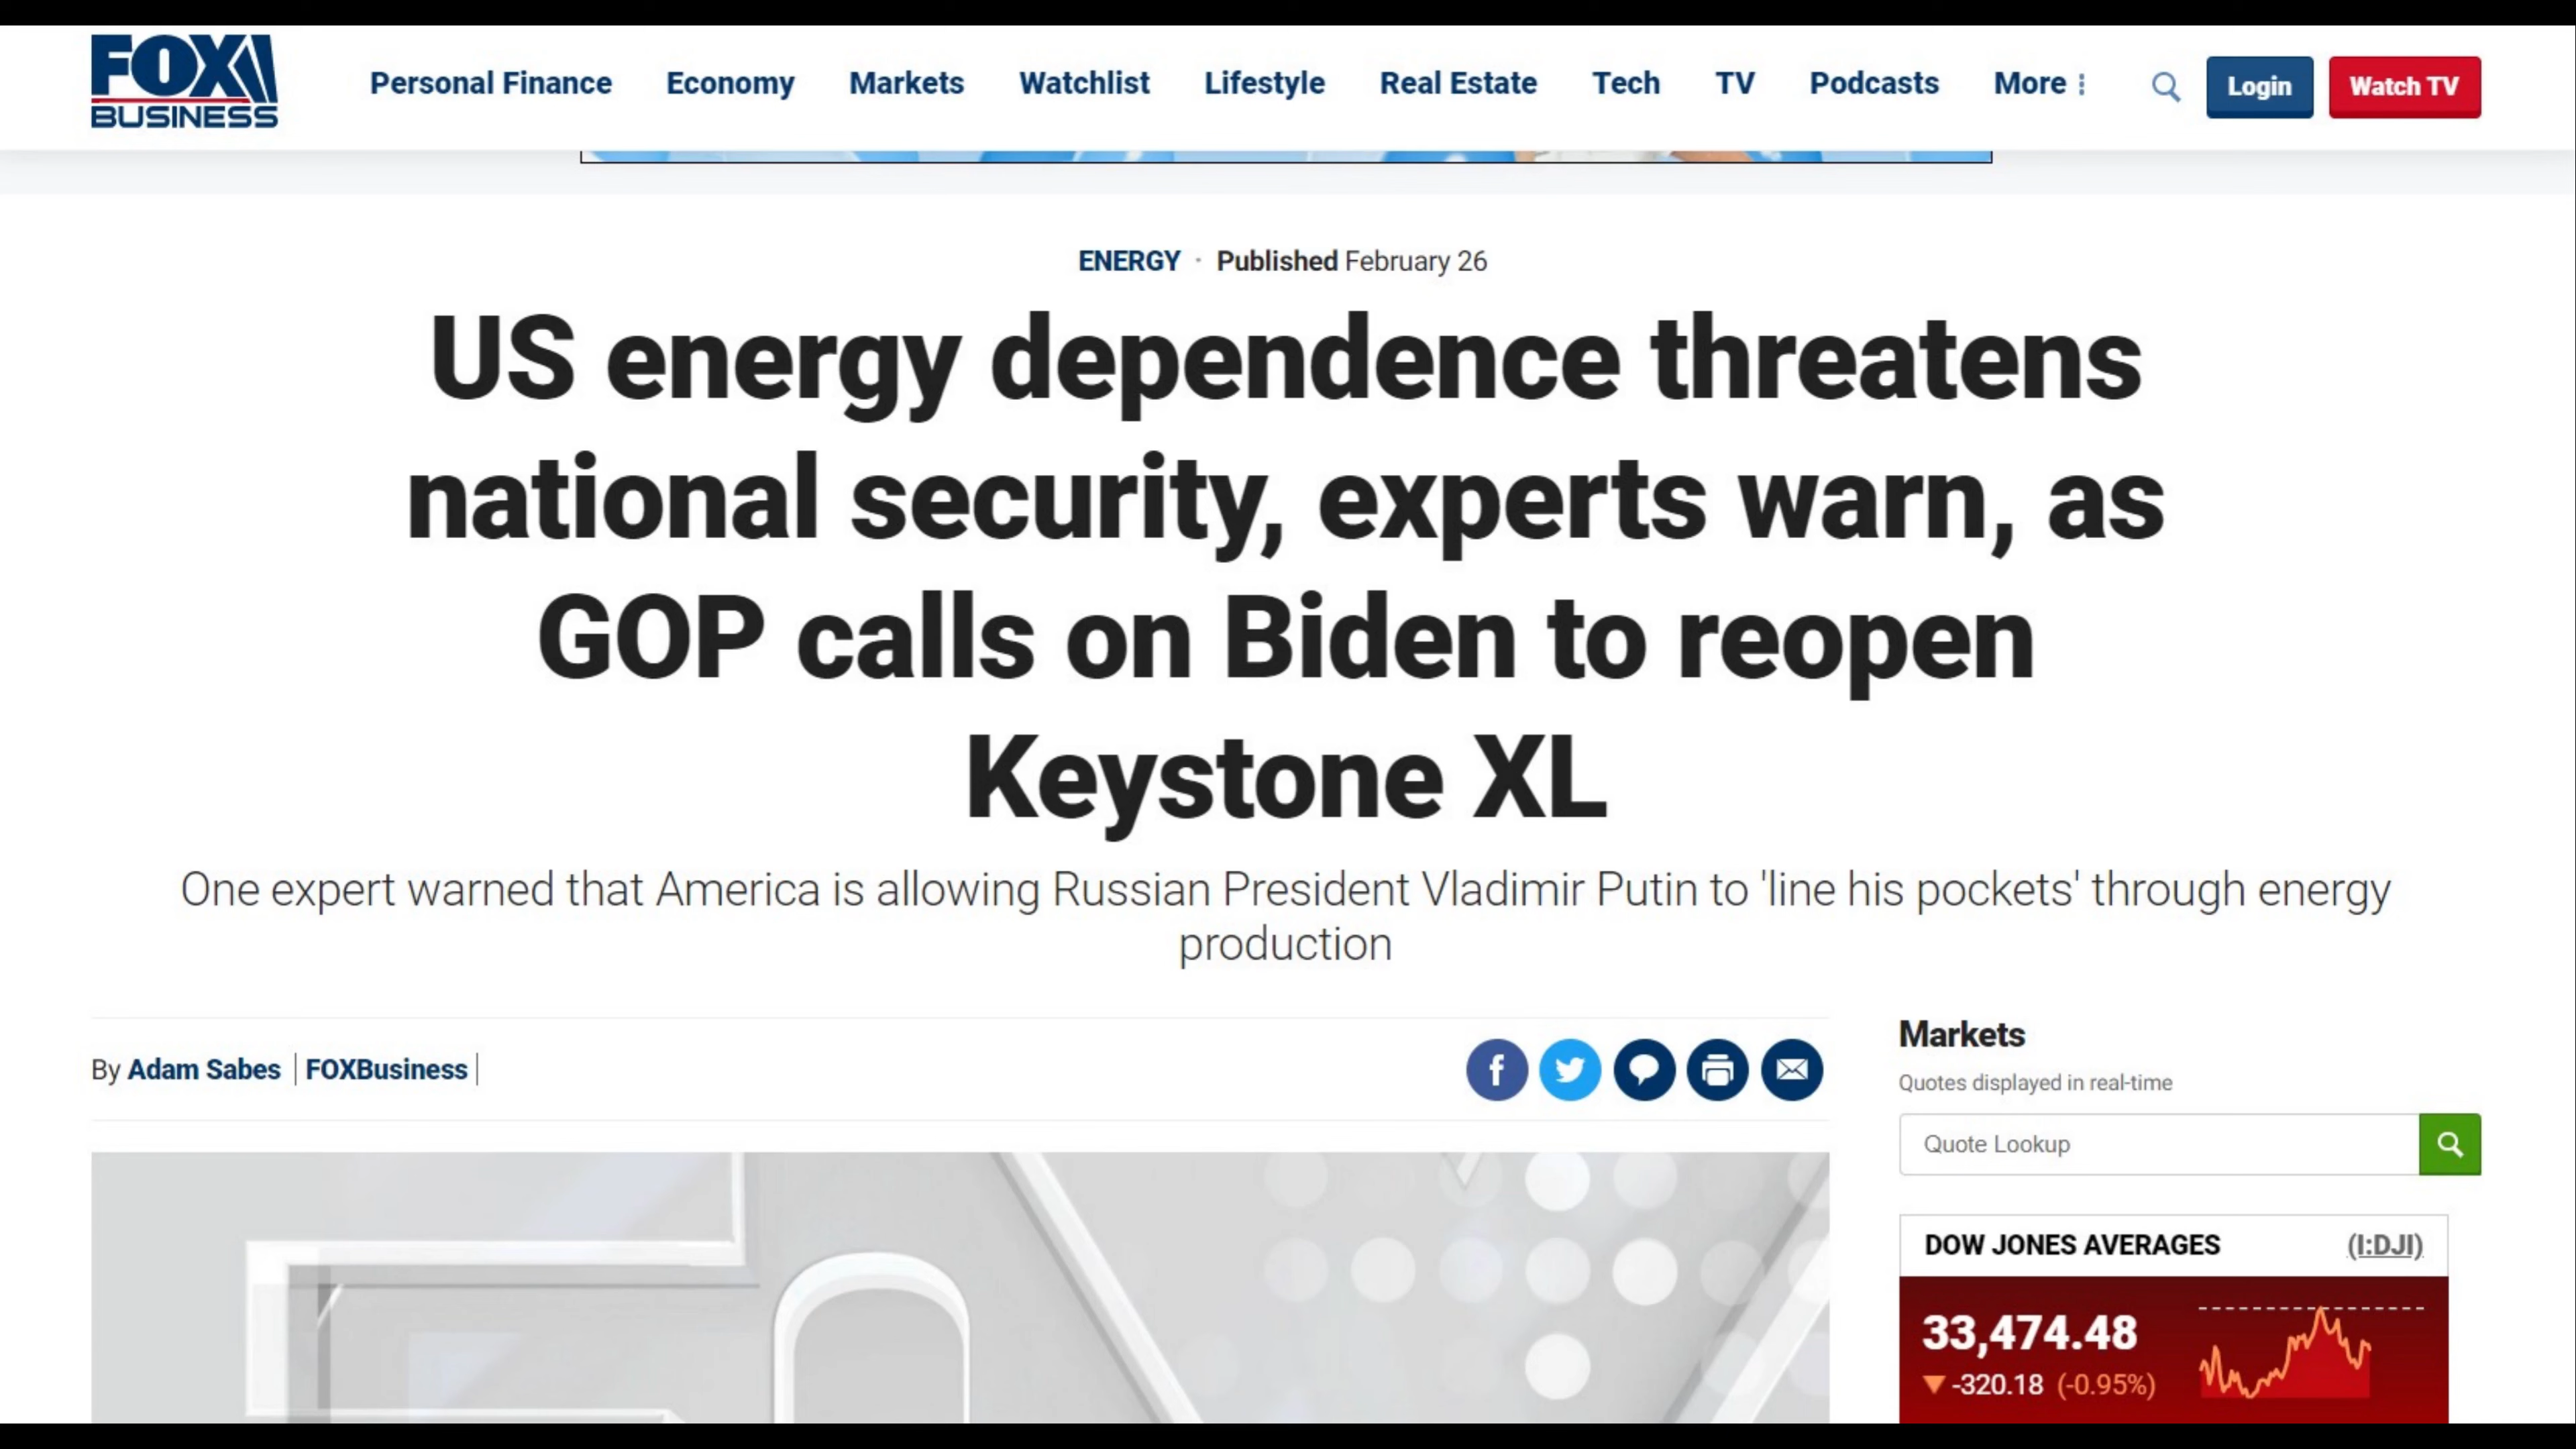 FOX
BUSINESS
Personal Finance Economy Markets Watchlist Lifestyle Real Estate Tech TV Podcasts More Login Watch TV
ENERGY · Published February 26
US energy dependence threatens
national security, experts warn, as
GOP calls on Biden to reopen
Keystone XL
One expert warned that America is allowing Russian President Vladimir Putin to 'line his pockets' through energy
production
By Adam Sabes | FOXBusiness |
Markets
Quotes displayed in real-time
Quote Lookup
DOW JONES AVERAGES (I:DJI)
33,474.48
▼ -320.18 (-0.95%)